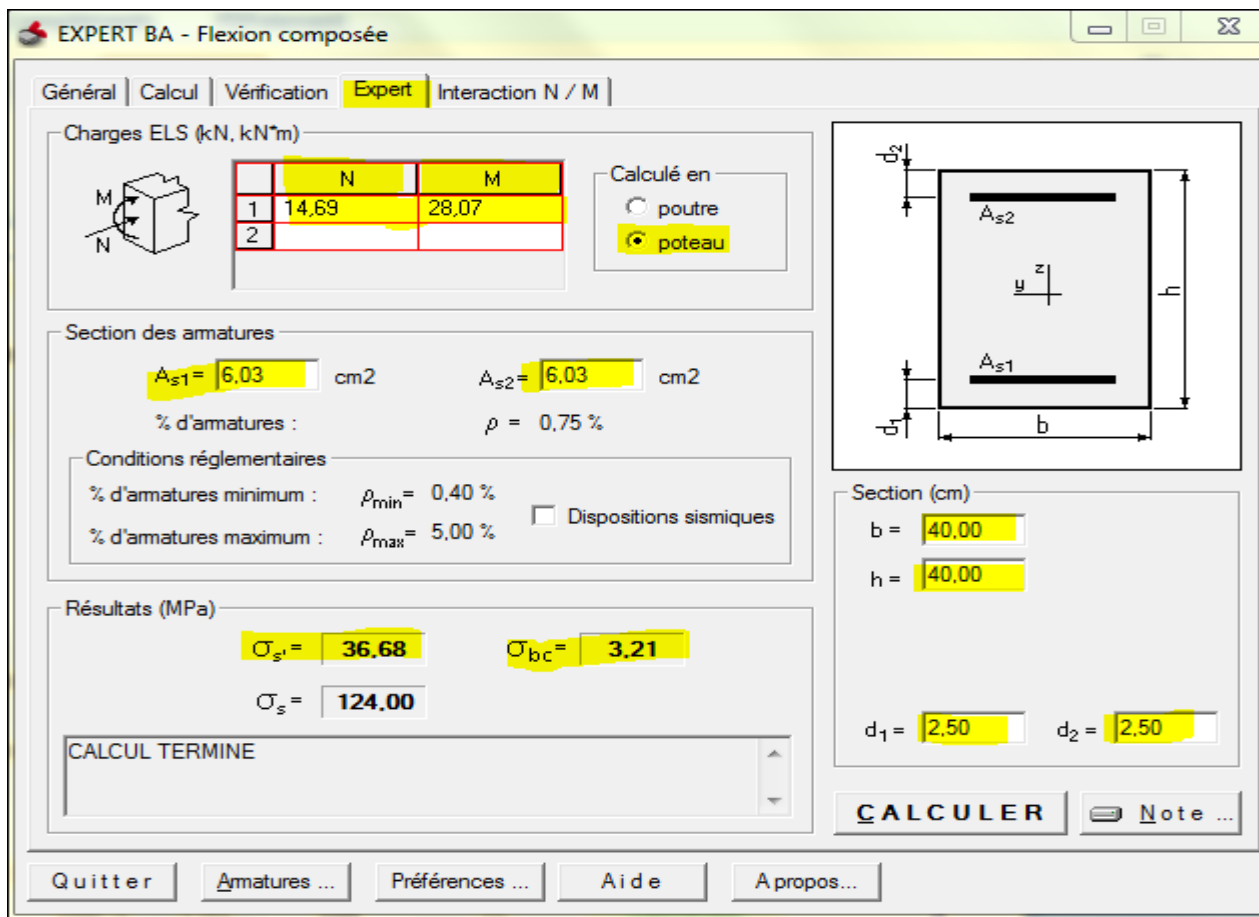 EXPERT BA - Flexion composée
Général Calcul Vérification Expert Interaction N / M
Charges ELS (kN, kN*m)
M
N
N M
1 14,69 28,07
2
Calculé en
poutre
poteau
d2
As2
z
y
h
As1
d1
b
Section des armatures
As1= 6,03 cm2 As2= 6,03 cm2
% d'armatures : ρ = 0,75 %
Conditions réglementaires
% d'armatures minimum : ρmin= 0,40 %
% d'armatures maximum : ρmax= 5,00 %
Dispositions sismiques
Section (cm)
b = 40,00
h = 40,00
d1 = 2,50 d2 = 2,50
Résultats (MPa)
σs'= 36,68 σbc= 3,21
σs= 124,00
CALCUL TERMINE
CALCULER Note ...
Quitter Armatures ... Préférences ... Aide A propos...